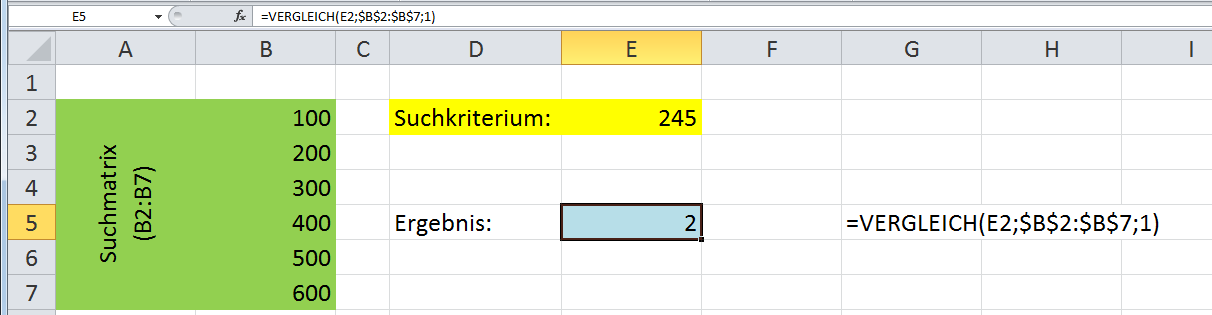 E5 fx =VERGLEICH(E2;$B$2:$B$7;1)
A B C D E F G H I
1
2 100 Suchkriterium: 245
3 200
4 300
5 400 Ergebnis: 2 =VERGLEICH(E2;$B$2:$B$7;1)
6 500
7 600
Suchmatrix
(B2:B7)